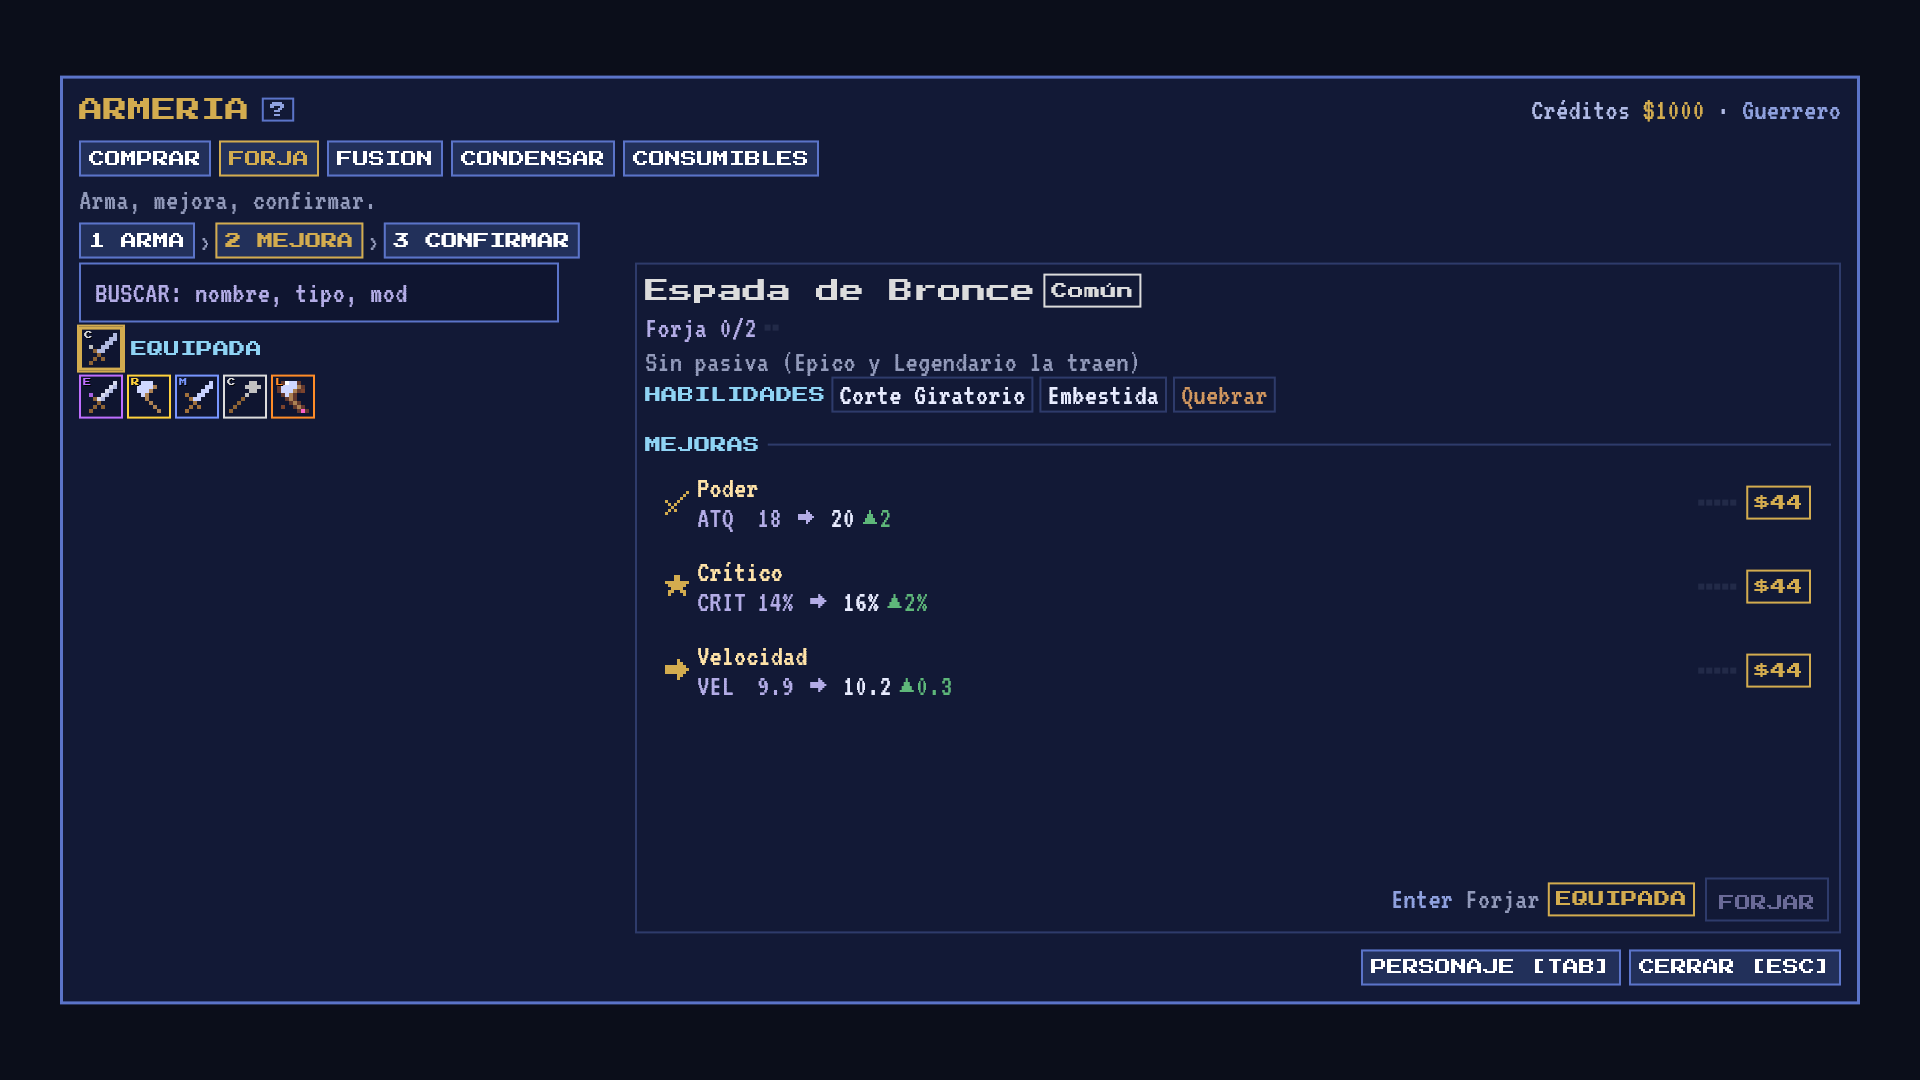 ARMERIA ?
Créditos $1000 · Guerrero
COMPRAR FORJA FUSION CONDENSAR CONSUMIBLES
Arma, mejora, confirmar.
1 ARMA › 2 MEJORA › 3 CONFIRMAR
BUSCAR: nombre, tipo, mod
C EQUIPADA
E R M C L
Espada de Bronce Común
Forja 0/2
Sin pasiva (Epico y Legendario la traen)
HABILIDADES Corte Giratorio Embestida Quebrar
MEJORAS
Poder
ATQ 18 → 20 ▲2
$44
Crítico
CRIT 14% → 16% ▲2%
$44
Velocidad
VEL 9.9 → 10.2 ▲0.3
$44
Enter Forjar EQUIPADA FORJAR
PERSONAJE [TAB] CERRAR [ESC]